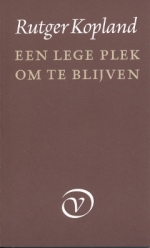 Rutger Kopland
EEN LEGE PLEK
OM TE BLIJVEN
V